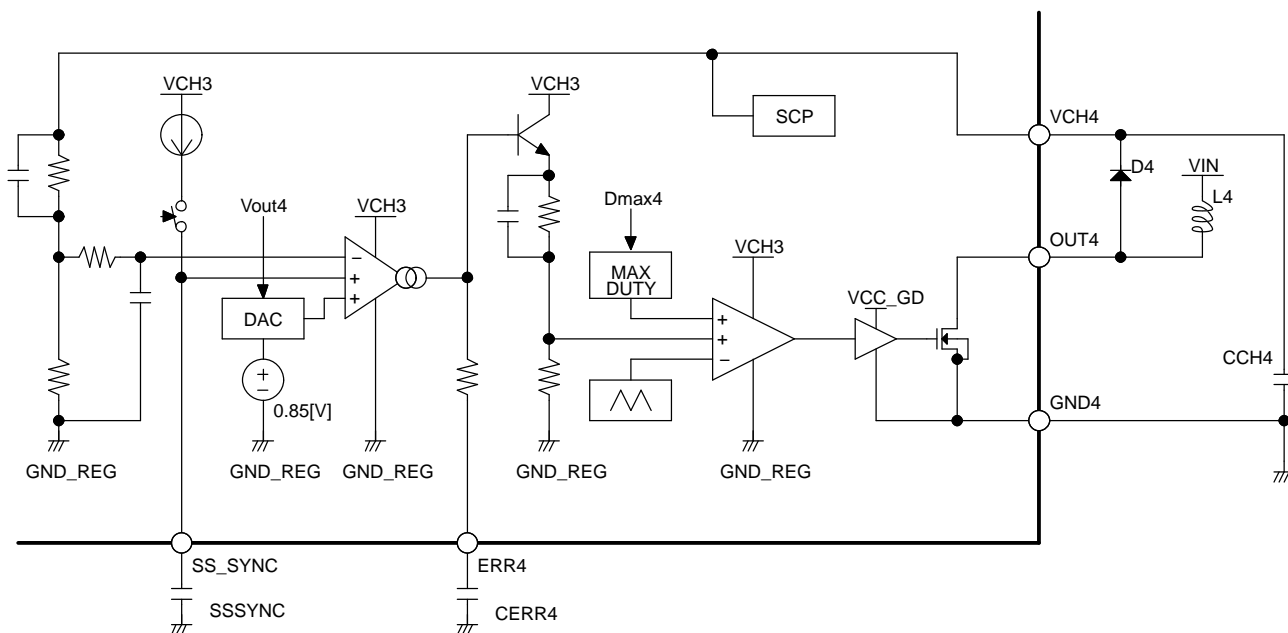 VCH3
VCH3
SCP
VCH4
D4
VIN
L4
Vout4
VCH3
Dmax4
OUT4
−
+
+
MAX
DUTY
VCH3
VCC_GD
DAC
+
+
−
CCH4
+
−
0.85[V]
GND4
GND_REG
GND_REG
GND_REG
GND_REG
GND_REG
SS_SYNC
ERR4
SSSYNC
CERR4